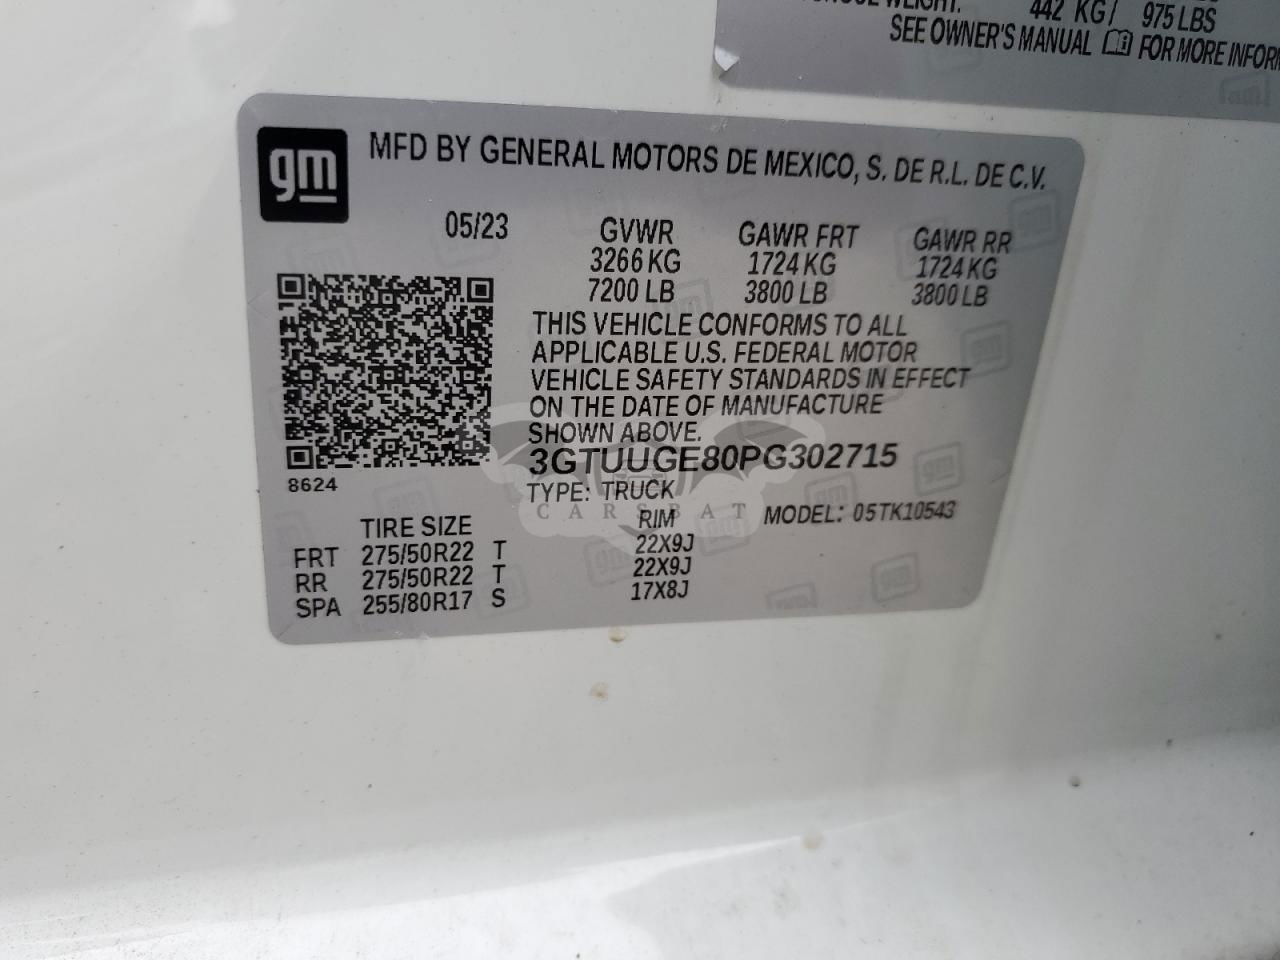 442 KG/ 975 LBS
SEE OWNER'S MANUAL FOR MORE
gm
MFD BY GENERAL MOTORS DE MEXICO, S. DE R.L. DE C.V.
05/23 GVWR GAWR FRT GAWR RR
3266 KG 1724 KG 1724 KG
7200 LB 3800 LB 3800 LB
THIS VEHICLE CONFORMS TO ALL
APPLICABLE U.S. FEDERAL MOTOR
VEHICLE SAFETY STANDARDS IN EFFECT
ON THE DATE OF MANUFACTURE
SHOWN ABOVE.
3GTUUGE80PG302715
8624
TYPE: TRUCK
CARSBAT
MODEL: 05TK10543
TIRE SIZE RIM
FRT 275/50R22 T 22X9J
RR 275/50R22 T 22X9J
SPA 255/80R17 S 17X8J